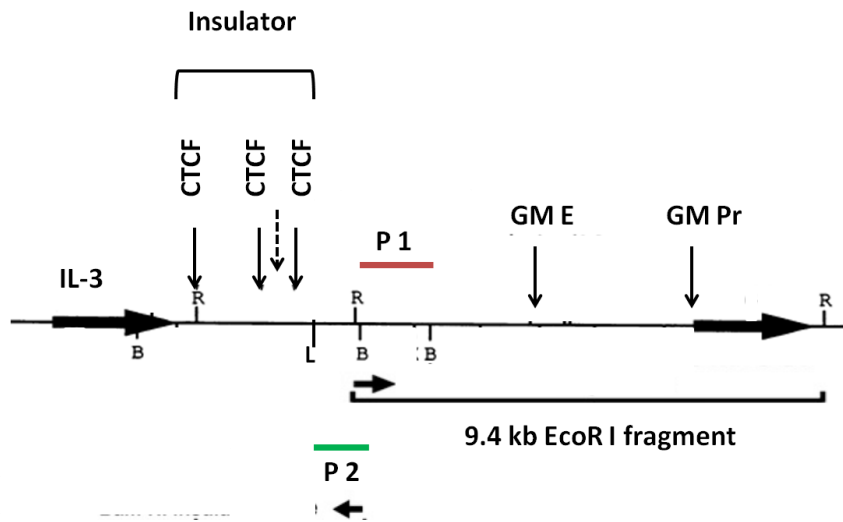 Insulator
CTCF CTCF CTCF
GM E GM Pr
P 1
IL-3
R R R
B L B B
9.4 kb EcoR I fragment
P 2